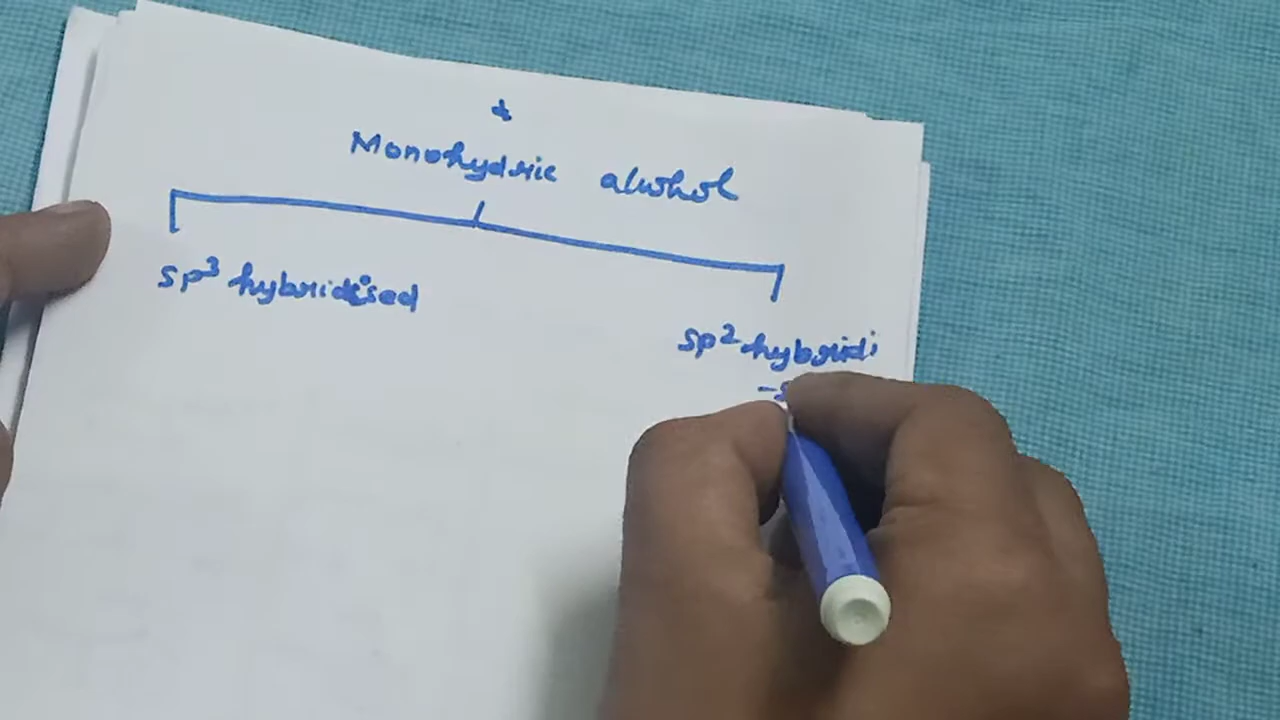 Monohydric alcohol
sp³ hybridised
sp² hybridi
-s